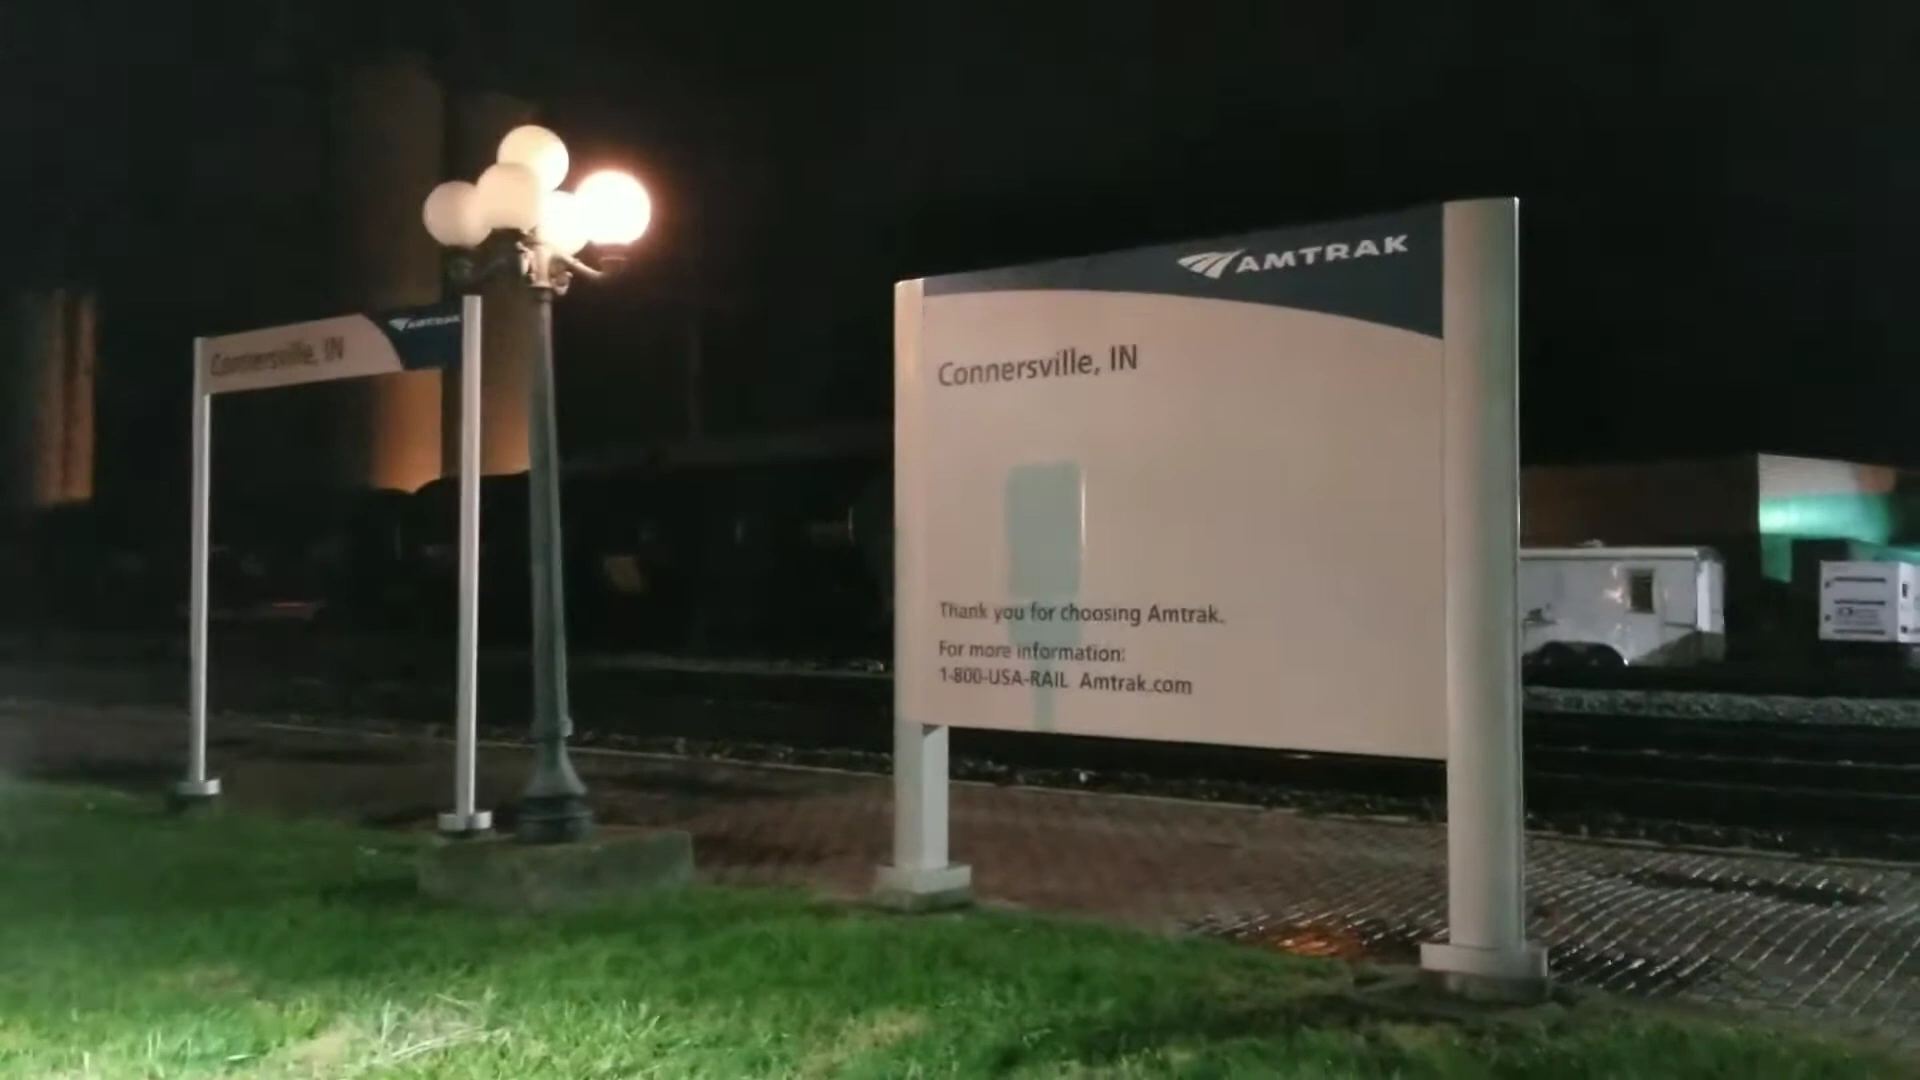 Connersville, IN
AMTRAK
AMTRAK
Connersville, IN
Thank you for choosing Amtrak.
For more information:
1-800-USA-RAIL Amtrak.com